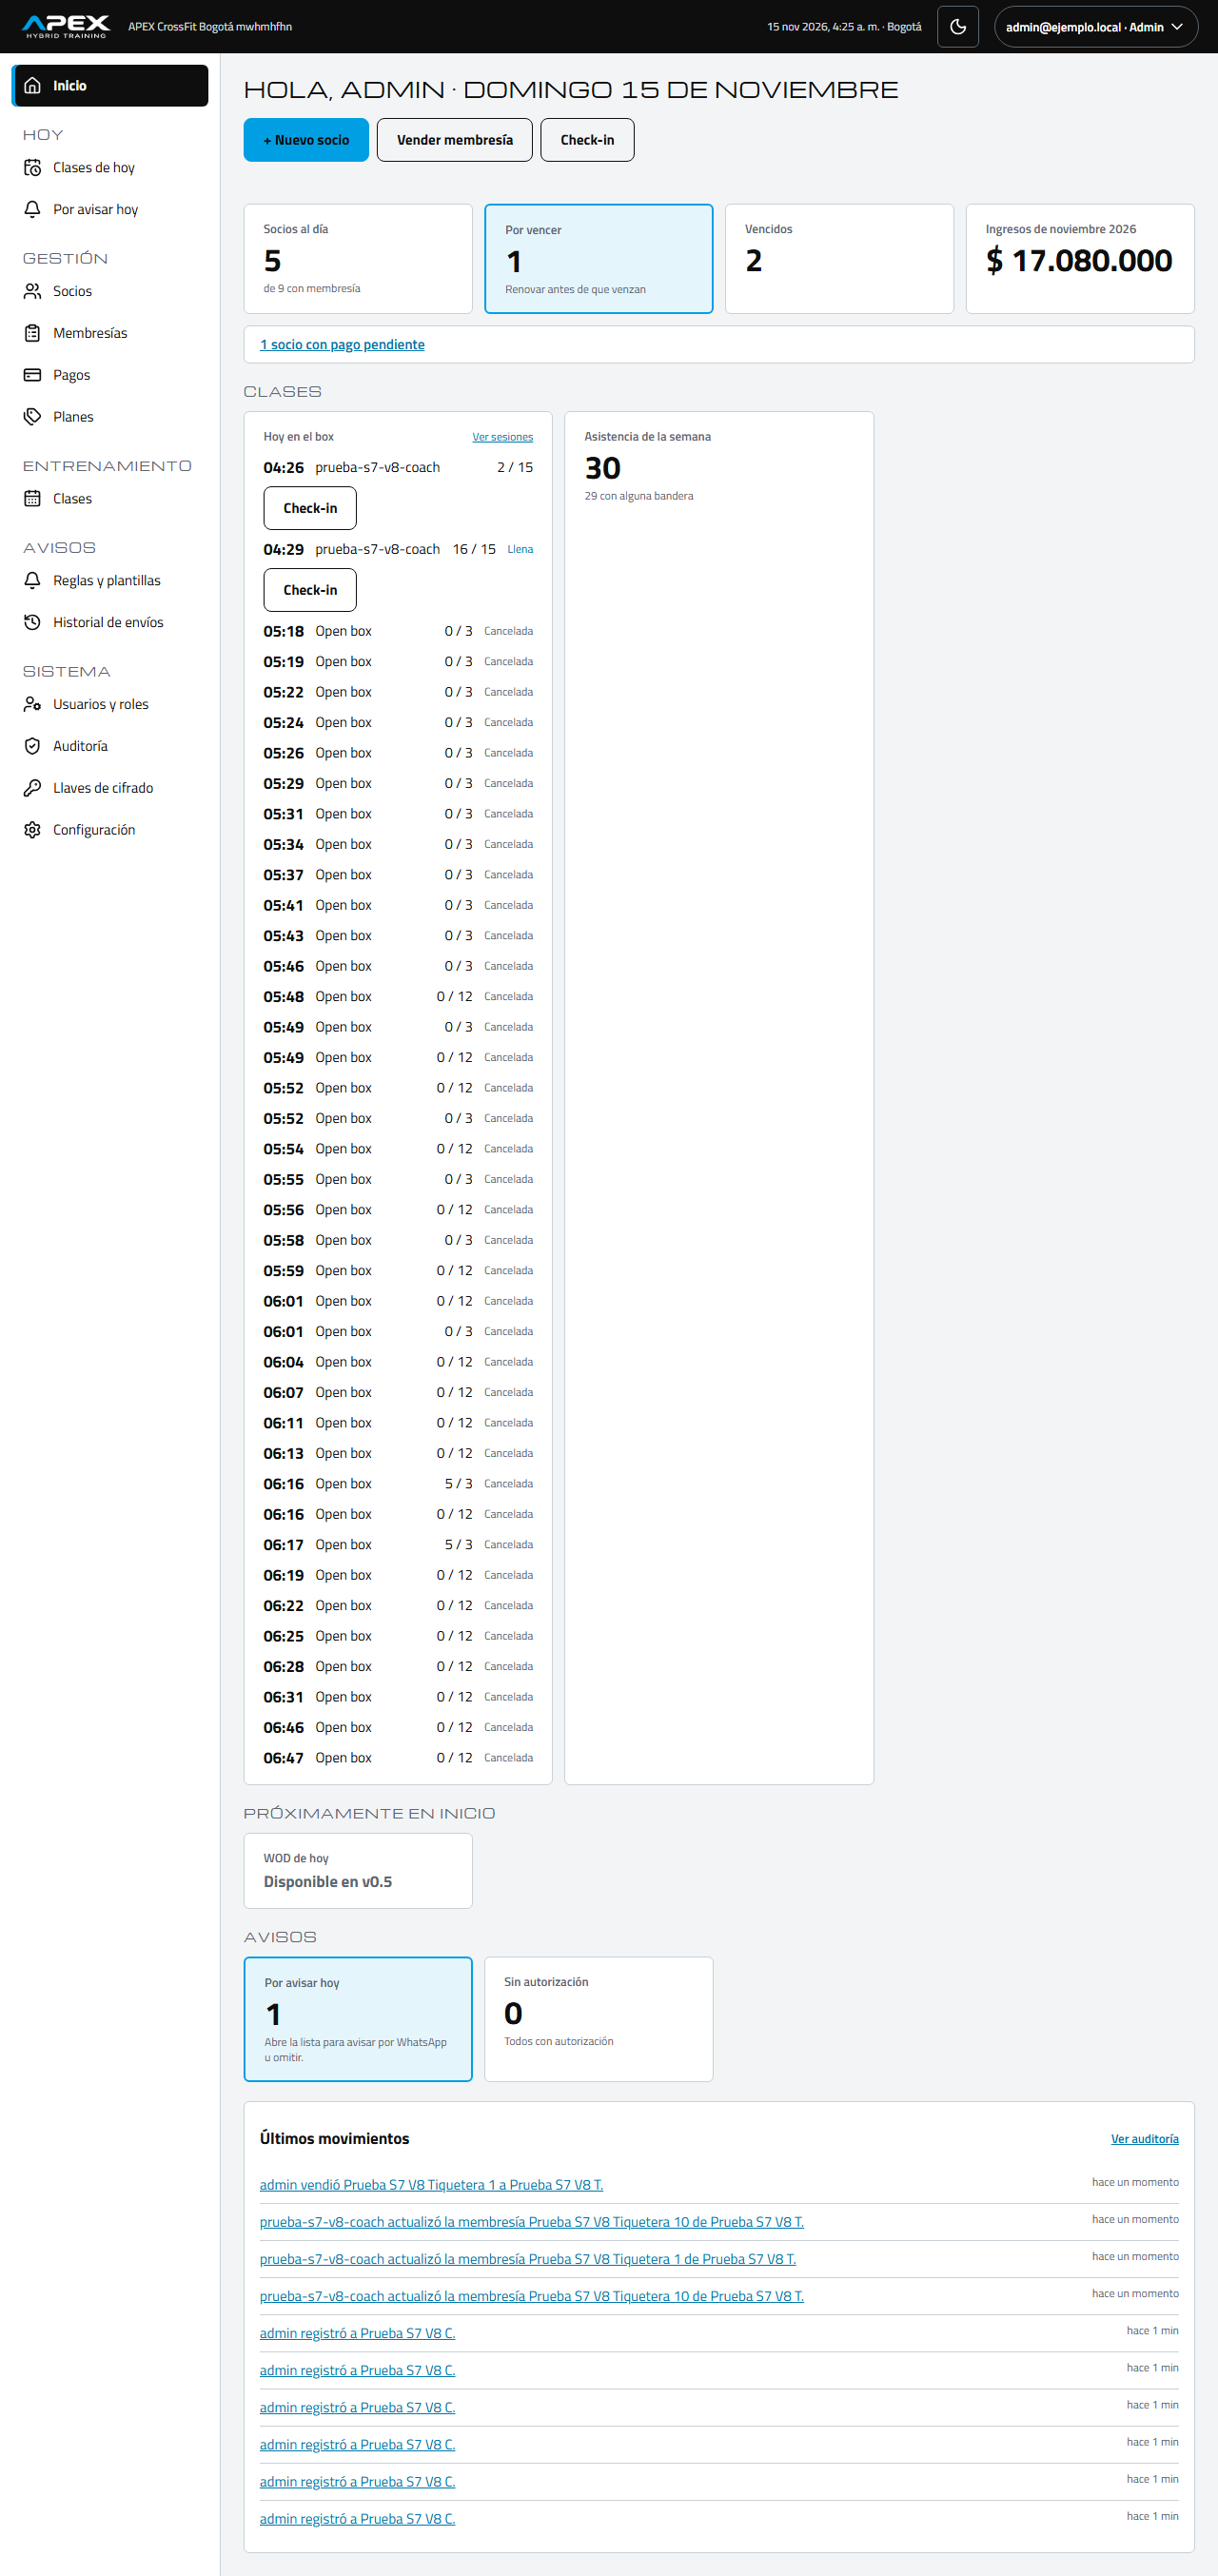 APEX
HYBRID TRAINING
APEX CrossFit Bogotá mwhmhfhn
15 nov 2026, 4:25 a. m. · Bogotá
admin@ejemplo.local · Admin
Inicio
HOY
Clases de hoy
Por avisar hoy
GESTIÓN
Socios
Membresías
Pagos
Planes
ENTRENAMIENTO
Clases
AVISOS
Reglas y plantillas
Historial de envíos
SISTEMA
Usuarios y roles
Auditoría
Llaves de cifrado
Configuración
HOLA, ADMIN · DOMINGO 15 DE NOVIEMBRE
+ Nuevo socio
Vender membresía
Check-in
Socios al día
5
de 9 con membresía
Por vencer
1
Renovar antes de que venzan
Vencidos
2
Ingresos de noviembre 2026
$ 17.080.000
1 socio con pago pendiente
CLASES
Hoy en el box Ver sesiones
04:26 prueba-s7-v8-coach 2 / 15
Check-in
04:29 prueba-s7-v8-coach 16 / 15 Llena
Check-in
05:18 Open box 0 / 3 Cancelada
05:19 Open box 0 / 3 Cancelada
05:22 Open box 0 / 3 Cancelada
05:24 Open box 0 / 3 Cancelada
05:26 Open box 0 / 3 Cancelada
05:29 Open box 0 / 3 Cancelada
05:31 Open box 0 / 3 Cancelada
05:34 Open box 0 / 3 Cancelada
05:37 Open box 0 / 3 Cancelada
05:41 Open box 0 / 3 Cancelada
05:43 Open box 0 / 3 Cancelada
05:46 Open box 0 / 3 Cancelada
05:48 Open box 0 / 12 Cancelada
05:49 Open box 0 / 3 Cancelada
05:49 Open box 0 / 12 Cancelada
05:52 Open box 0 / 12 Cancelada
05:52 Open box 0 / 3 Cancelada
05:54 Open box 0 / 12 Cancelada
05:55 Open box 0 / 3 Cancelada
05:56 Open box 0 / 12 Cancelada
05:58 Open box 0 / 3 Cancelada
05:59 Open box 0 / 12 Cancelada
06:01 Open box 0 / 12 Cancelada
06:01 Open box 0 / 3 Cancelada
06:04 Open box 0 / 12 Cancelada
06:07 Open box 0 / 12 Cancelada
06:11 Open box 0 / 12 Cancelada
06:13 Open box 0 / 12 Cancelada
06:16 Open box 5 / 3 Cancelada
06:16 Open box 0 / 12 Cancelada
06:17 Open box 5 / 3 Cancelada
06:19 Open box 0 / 12 Cancelada
06:22 Open box 0 / 12 Cancelada
06:25 Open box 0 / 12 Cancelada
06:28 Open box 0 / 12 Cancelada
06:31 Open box 0 / 12 Cancelada
06:46 Open box 0 / 12 Cancelada
06:47 Open box 0 / 12 Cancelada
Asistencia de la semana
30
29 con alguna bandera
PRÓXIMAMENTE EN INICIO
WOD de hoy
Disponible en v0.5
AVISOS
Por avisar hoy
1
Abre la lista para avisar por WhatsApp
u omitir.
Sin autorización
0
Todos con autorización
Últimos movimientos Ver auditoría
admin vendió Prueba S7 V8 Tiquetera 1 a Prueba S7 V8 T. hace un momento
prueba-s7-v8-coach actualizó la membresía Prueba S7 V8 Tiquetera 10 de Prueba S7 V8 T. hace un momento
prueba-s7-v8-coach actualizó la membresía Prueba S7 V8 Tiquetera 1 de Prueba S7 V8 T. hace un momento
prueba-s7-v8-coach actualizó la membresía Prueba S7 V8 Tiquetera 10 de Prueba S7 V8 T. hace un momento
admin registró a Prueba S7 V8 C. hace 1 min
admin registró a Prueba S7 V8 C. hace 1 min
admin registró a Prueba S7 V8 C. hace 1 min
admin registró a Prueba S7 V8 C. hace 1 min
admin registró a Prueba S7 V8 C. hace 1 min
admin registró a Prueba S7 V8 C. hace 1 min